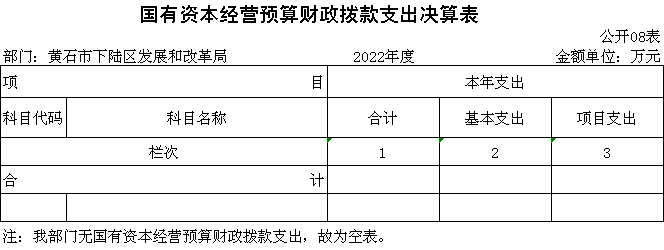 国有资本经营预算财政拨款支出决算表
公开08表
部门：黄石市下陆区发展和改革局 2022年度 金额单位：万元
项 目 本年支出
科目代码 科目名称 合计 基本支出 项目支出
栏次 1 2 3
合 计
注：我部门无国有资本经营预算财政拨款支出，故为空表。